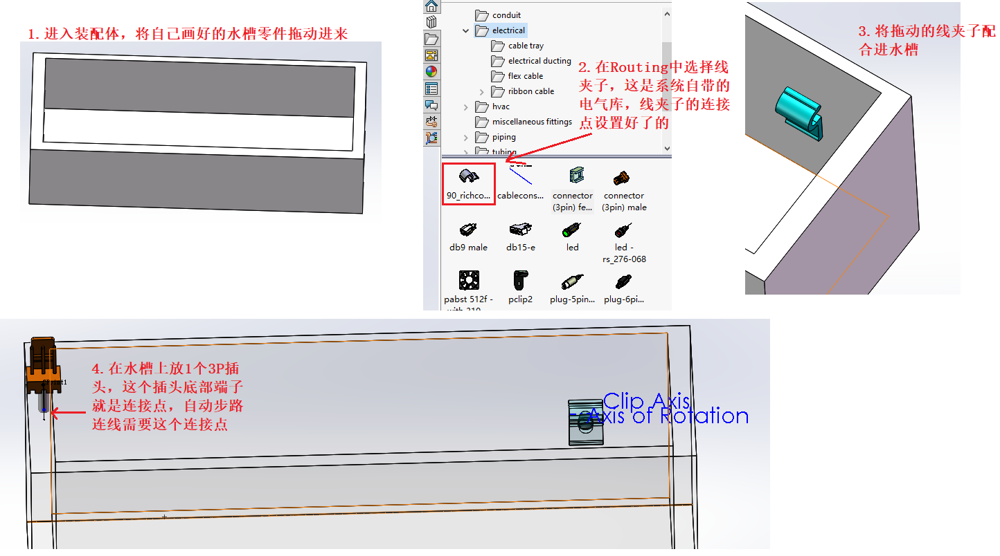 1.进入装配体，将自己画好的水槽零件拖动进来
conduit
electrical
cable tray
electrical ducting
flex cable
ribbon cable
hvac
miscellaneous fittings
piping
tubing
90_richco...
cablecons...
connector
(3pin) fe...
connector
(3pin) male
db9 male
db15-e
led
led -
rs_276-068
pabst 512f -
with 310
pclip2
plug-5pin...
plug-6pi...
2.在Routing中选择线
夹子，这是系统自带的
电气库，线夹子的连接
点设置好了的
3.将拖动的线夹子配
合进水槽
4.在水槽上放1个3P插
头，这个插头底部端子
就是连接点，自动步路
连线需要这个连接点
Clip Axis
Axis of Rotation